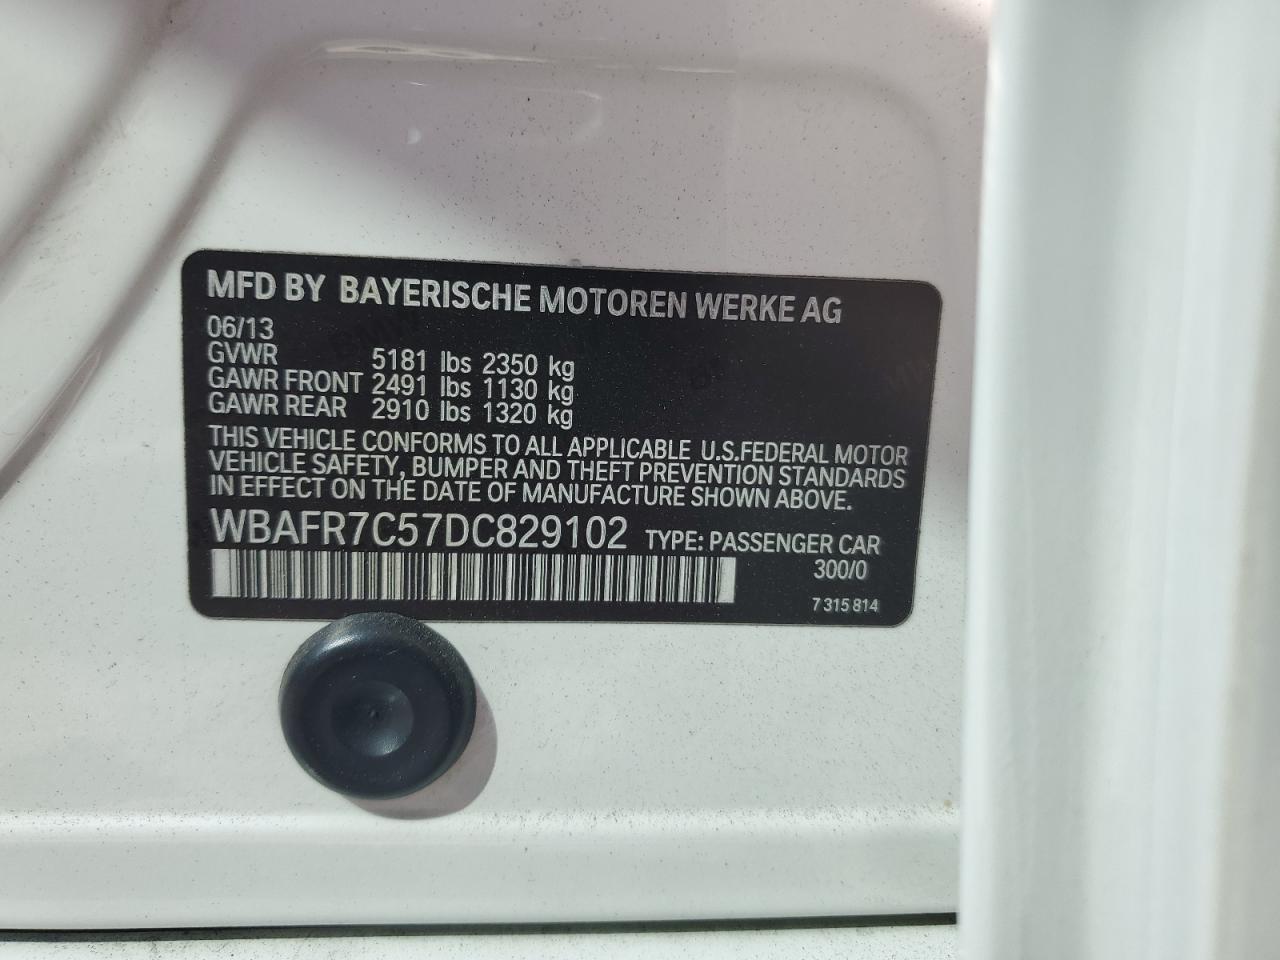 MFD BY BAYERISCHE MOTOREN WERKE AG
06/13
GVWR 5181 lbs 2350 kg
GAWR FRONT 2491 lbs 1130 kg
GAWR REAR 2910 lbs 1320 kg
THIS VEHICLE CONFORMS TO ALL APPLICABLE U.S.FEDERAL MOTOR
VEHICLE SAFETY, BUMPER AND THEFT PREVENTION STANDARDS
IN EFFECT ON THE DATE OF MANUFACTURE SHOWN ABOVE.
WBAFR7C57DC829102 TYPE: PASSENGER CAR
300/0
7 315 814